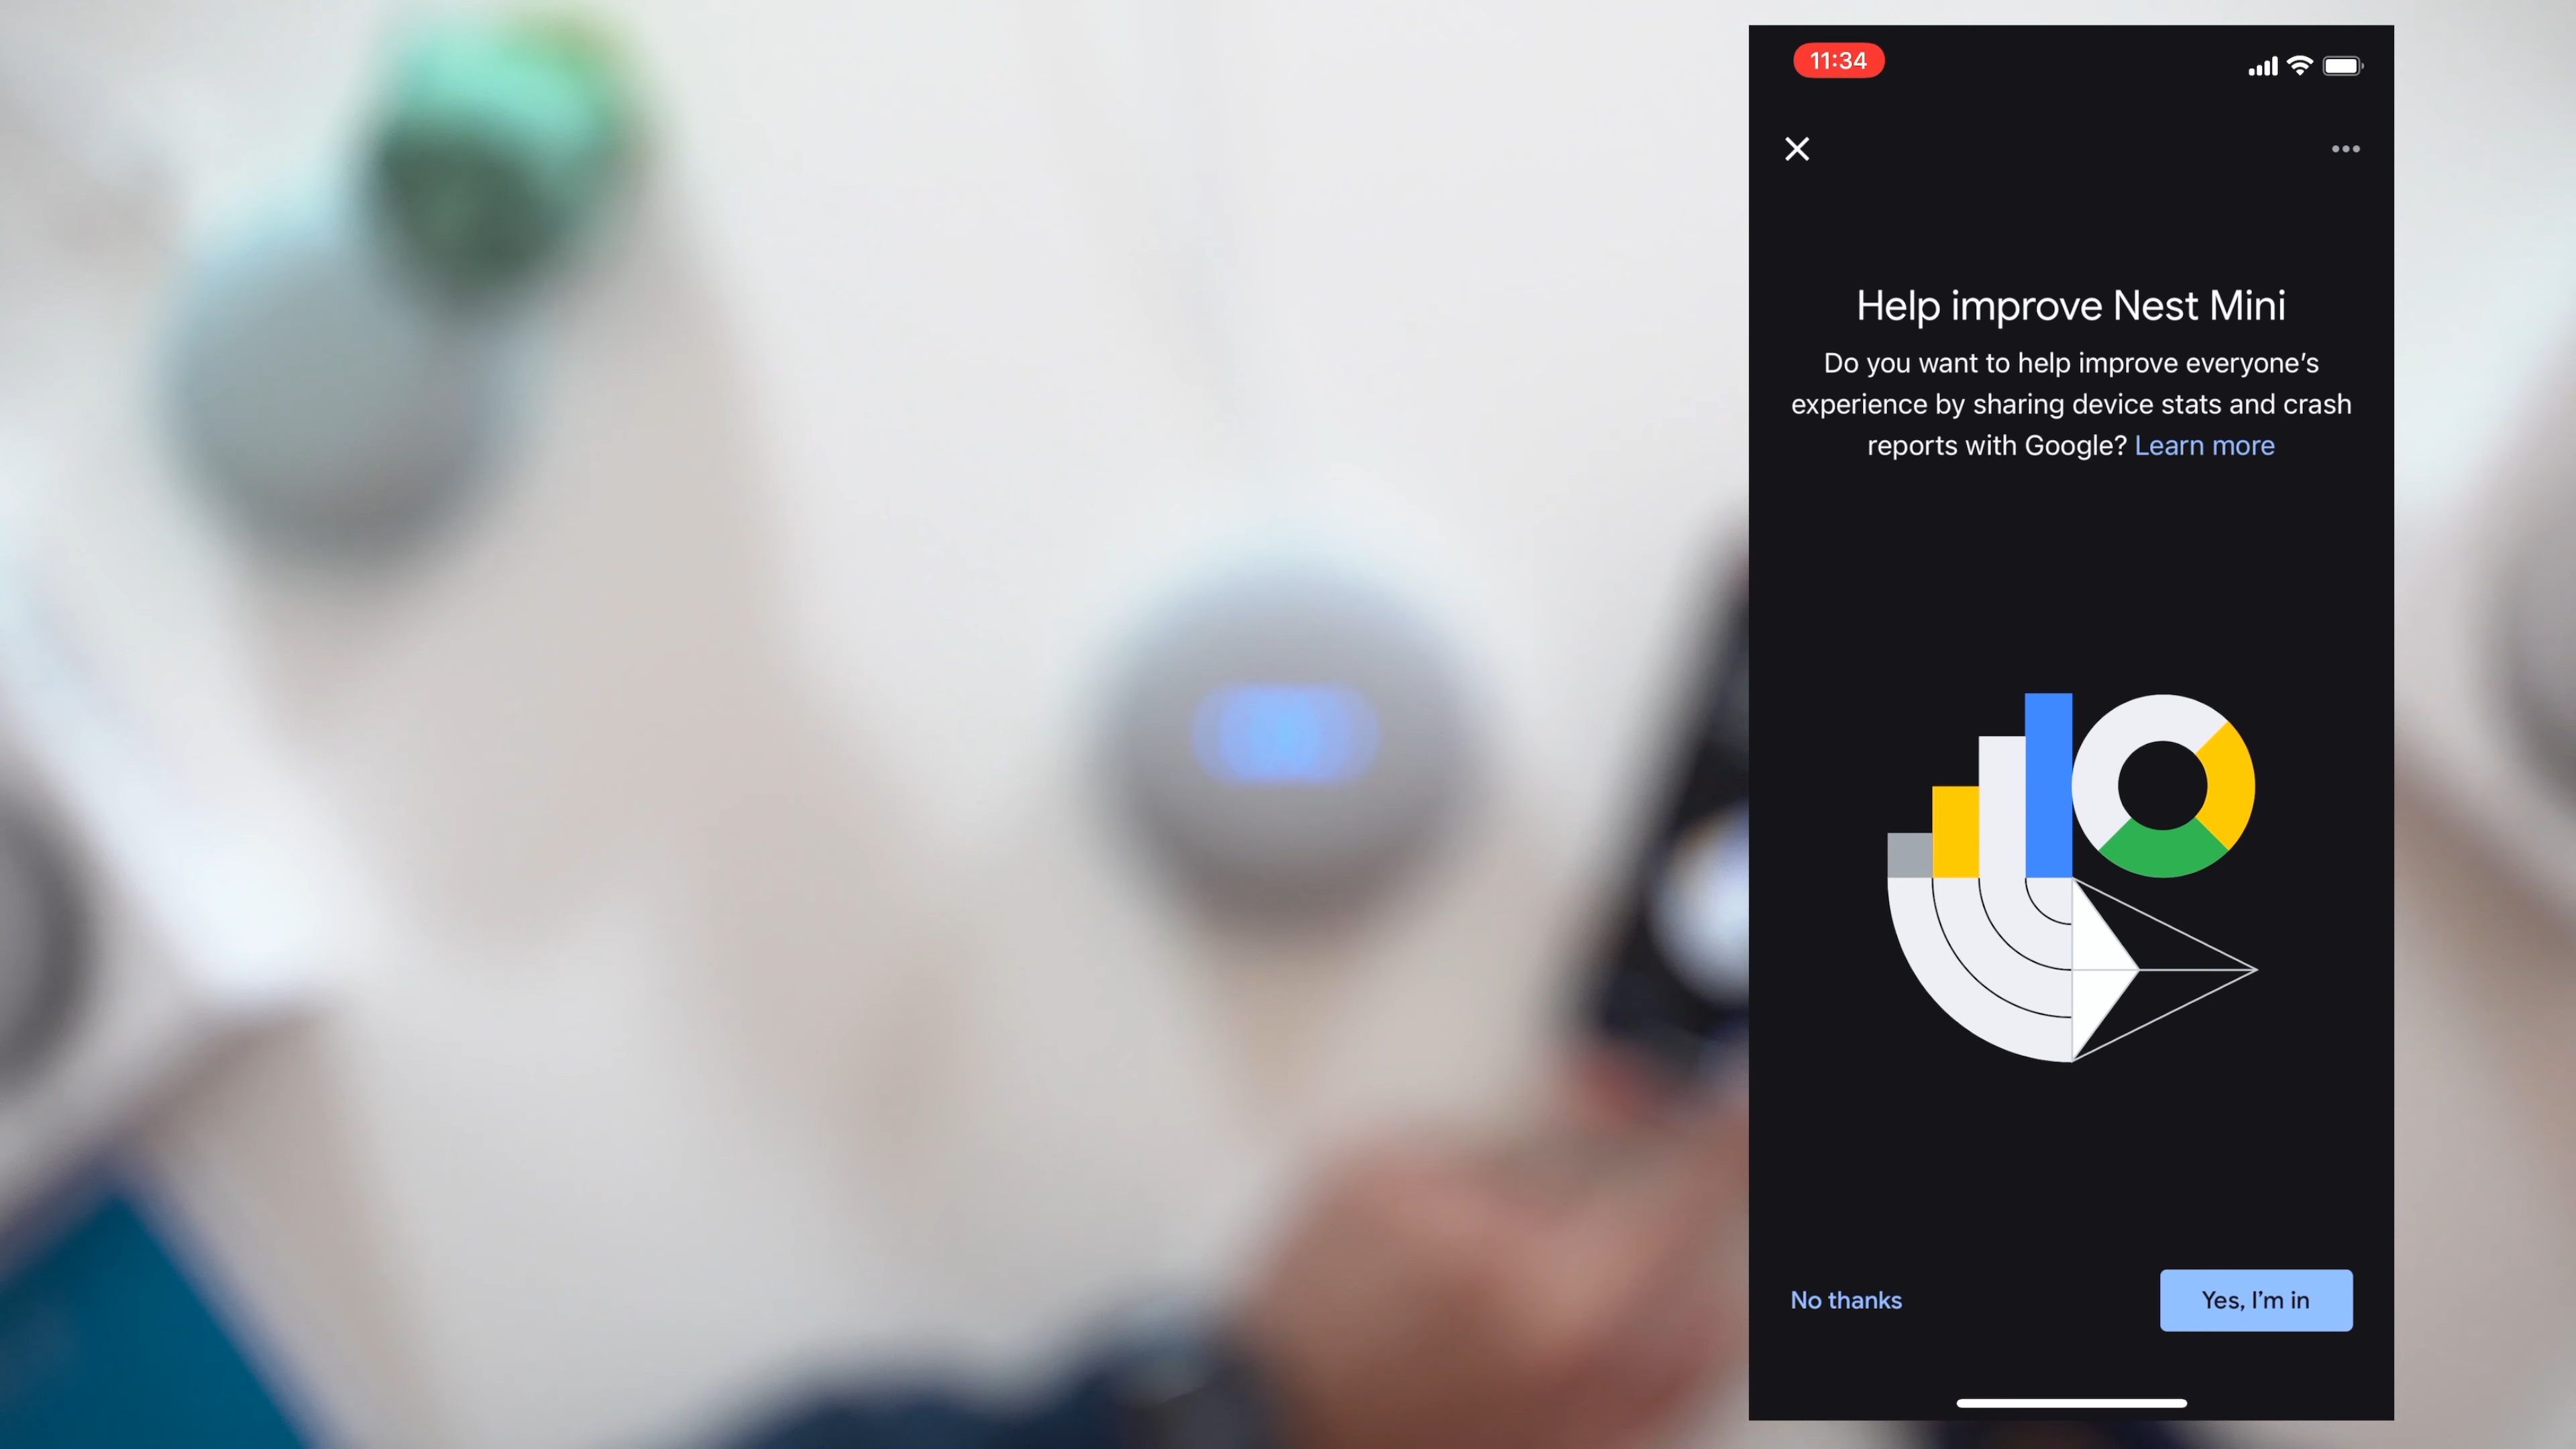 11:34
Help improve Nest Mini
Do you want to help improve everyone's
experience by sharing device stats and crash
reports with Google? Learn more
No thanks
Yes, I'm in